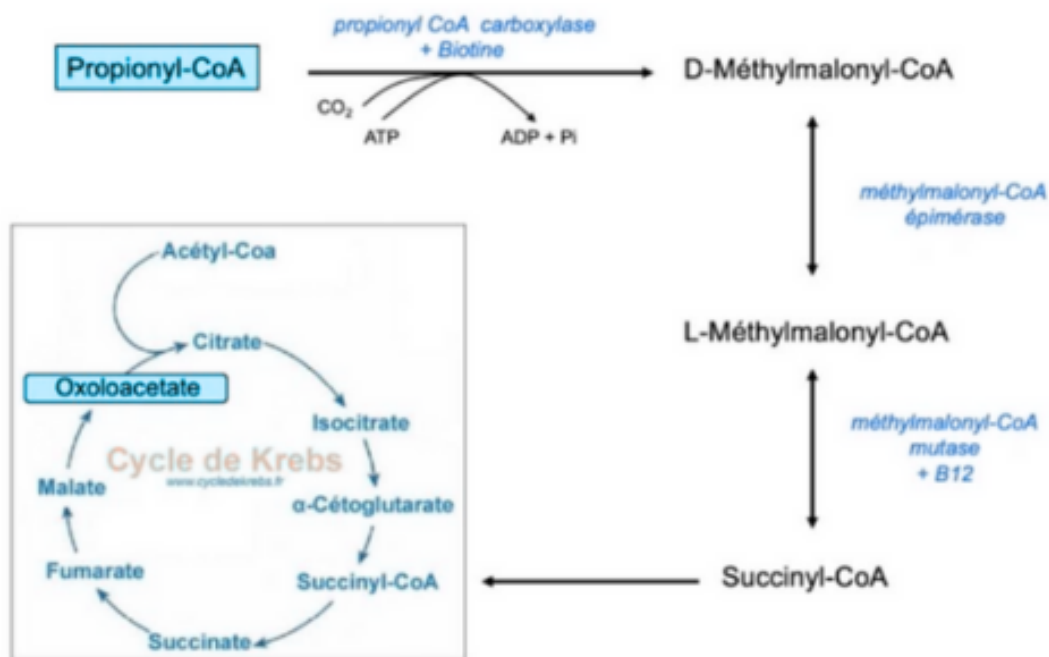 propionyl CoA carboxylase
+ Biotine
Propionyl-CoA
D-Méthylmalonyl-CoA
CO2
ATP
ADP + Pi
méthylmalonyl-CoA
épimérase
L-Méthylmalonyl-CoA
méthylmalonyl-CoA
mutase
+ B12
Succinyl-CoA
Acétyl-Coa
Citrate
Oxoloacetate
Isocitrate
Cycle de Krebs
www.cycledekrebs.fr
Malate
α-Cétoglutarate
Fumarate
Succinyl-CoA
Succinate